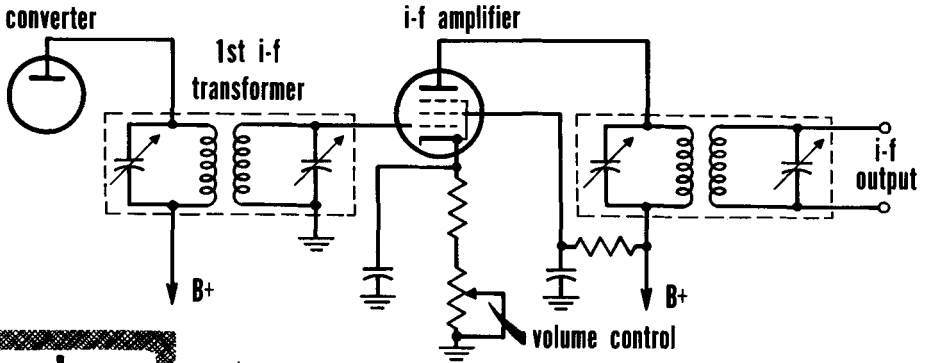 converter
i-f amplifier
1st i-f
transformer
i-f
output
B+
B+
volume control